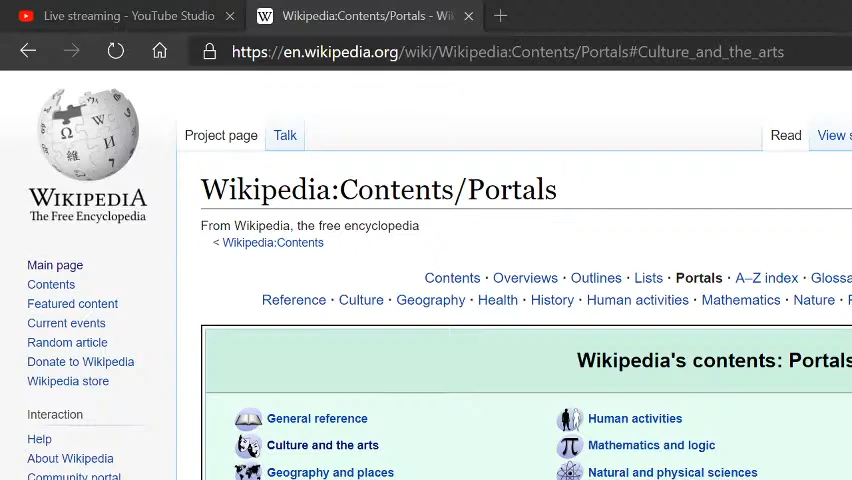 Live streaming - YouTube Studio
Wikipedia:Contents/Portals - Wi
https://en.wikipedia.org/wiki/Wikipedia:Contents/Portals#Culture_and_the_arts
WIKIPEDIA
The Free Encyclopedia
Project page Talk Read View s
Wikipedia:Contents/Portals
From Wikipedia, the free encyclopedia
< Wikipedia:Contents
Main page
Contents
Featured content
Current events
Random article
Donate to Wikipedia
Wikipedia store
Interaction
Help
About Wikipedia
Community portal
Contents · Overviews · Outlines · Lists · Portals · A–Z index · Glossa
Reference · Culture · Geography · Health · History · Human activities · Mathematics · Nature · P
Wikipedia's contents: Portals
General reference
Culture and the arts
Geography and places
Human activities
Mathematics and logic
Natural and physical sciences